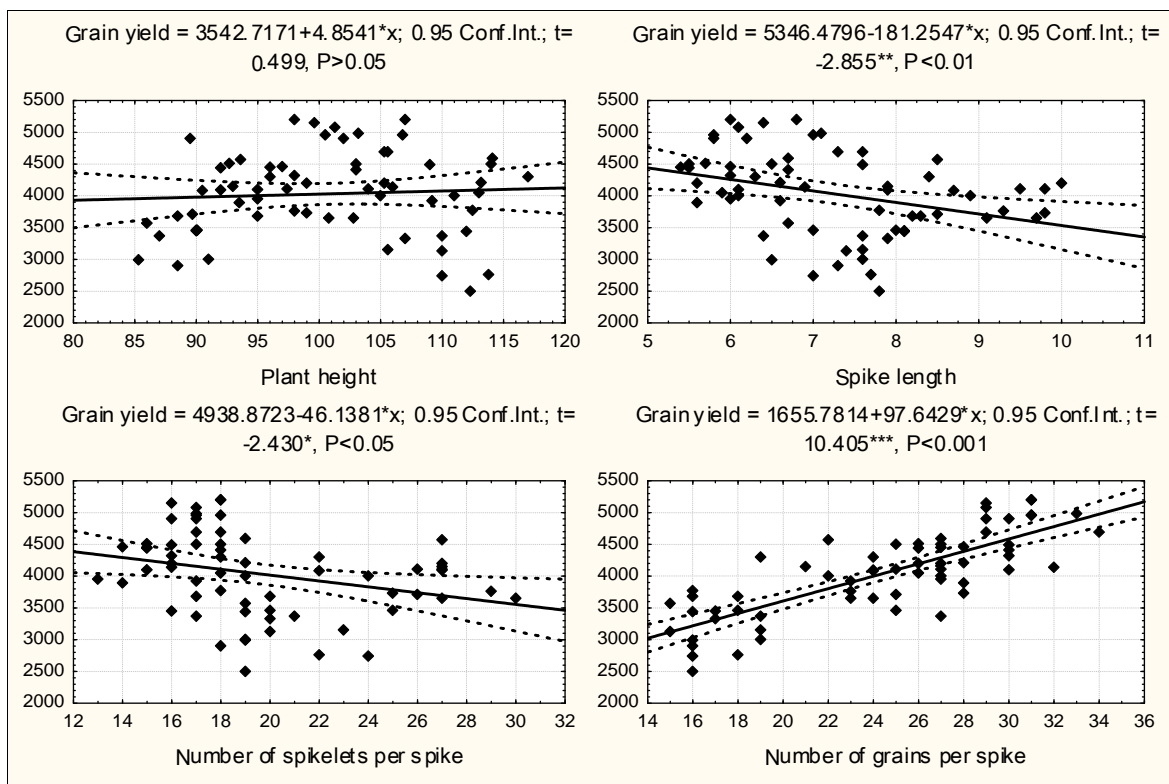 Grain yield = 3542.7171+4.8541*x; 0.95 Conf.Int.; t=
0.499, P>0.05
5500
5000
4500
4000
3500
3000
2500
2000
80 85 90 95 100 105 110 115 120
Plant height
Grain yield = 5346.4796-181.2547*x; 0.95 Conf.Int.; t=
-2.855**, P<0.01
5500
5000
4500
4000
3500
3000
2500
2000
5 6 7 8 9 10 11
Spike length
Grain yield = 4938.8723-46.1381*x; 0.95 Conf.Int.; t=
-2.430*, P<0.05
5500
5000
4500
4000
3500
3000
2500
2000
12 14 16 18 20 22 24 26 28 30 32
Number of spikelets per spike
Grain yield = 1655.7814+97.6429*x; 0.95 Conf.Int.; t=
10.405***, P<0.001
5500
5000
4500
4000
3500
3000
2500
2000
14 16 18 20 22 24 26 28 30 32 34 36
Number of grains per spike